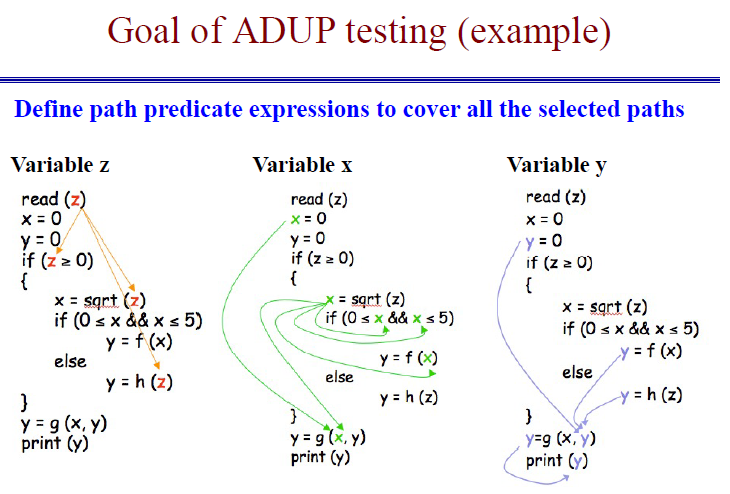 Goal of ADUP testing (example)
Define path predicate expressions to cover all the selected paths
Variable z
read (z)
x = 0
y = 0
if (z ≥ 0)
{
x = sqrt (z)
if (0 ≤ x && x ≤ 5)
y = f (x)
else
y = h (z)
}
y = g (x, y)
print (y)
Variable x
read (z)
x = 0
y = 0
if (z ≥ 0)
{
x = sqrt (z)
if (0 ≤ x && x ≤ 5)
y = f (x)
else
y = h (z)
}
y = g (x, y)
print (y)
Variable y
read (z)
x = 0
y = 0
if (z ≥ 0)
{
x = sqrt (z)
if (0 ≤ x && x ≤ 5)
y = f (x)
else
y = h (z)
}
y=g (x, y)
print (y)